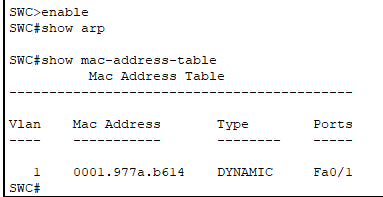 SWC>enable
SWC#show arp
SWC#show mac-address-table
Mac Address Table
-------------------------------------------
Vlan Mac Address Type Ports
---- ----------- -------- -----
1 0001.977a.b614 DYNAMIC Fa0/1
SWC#